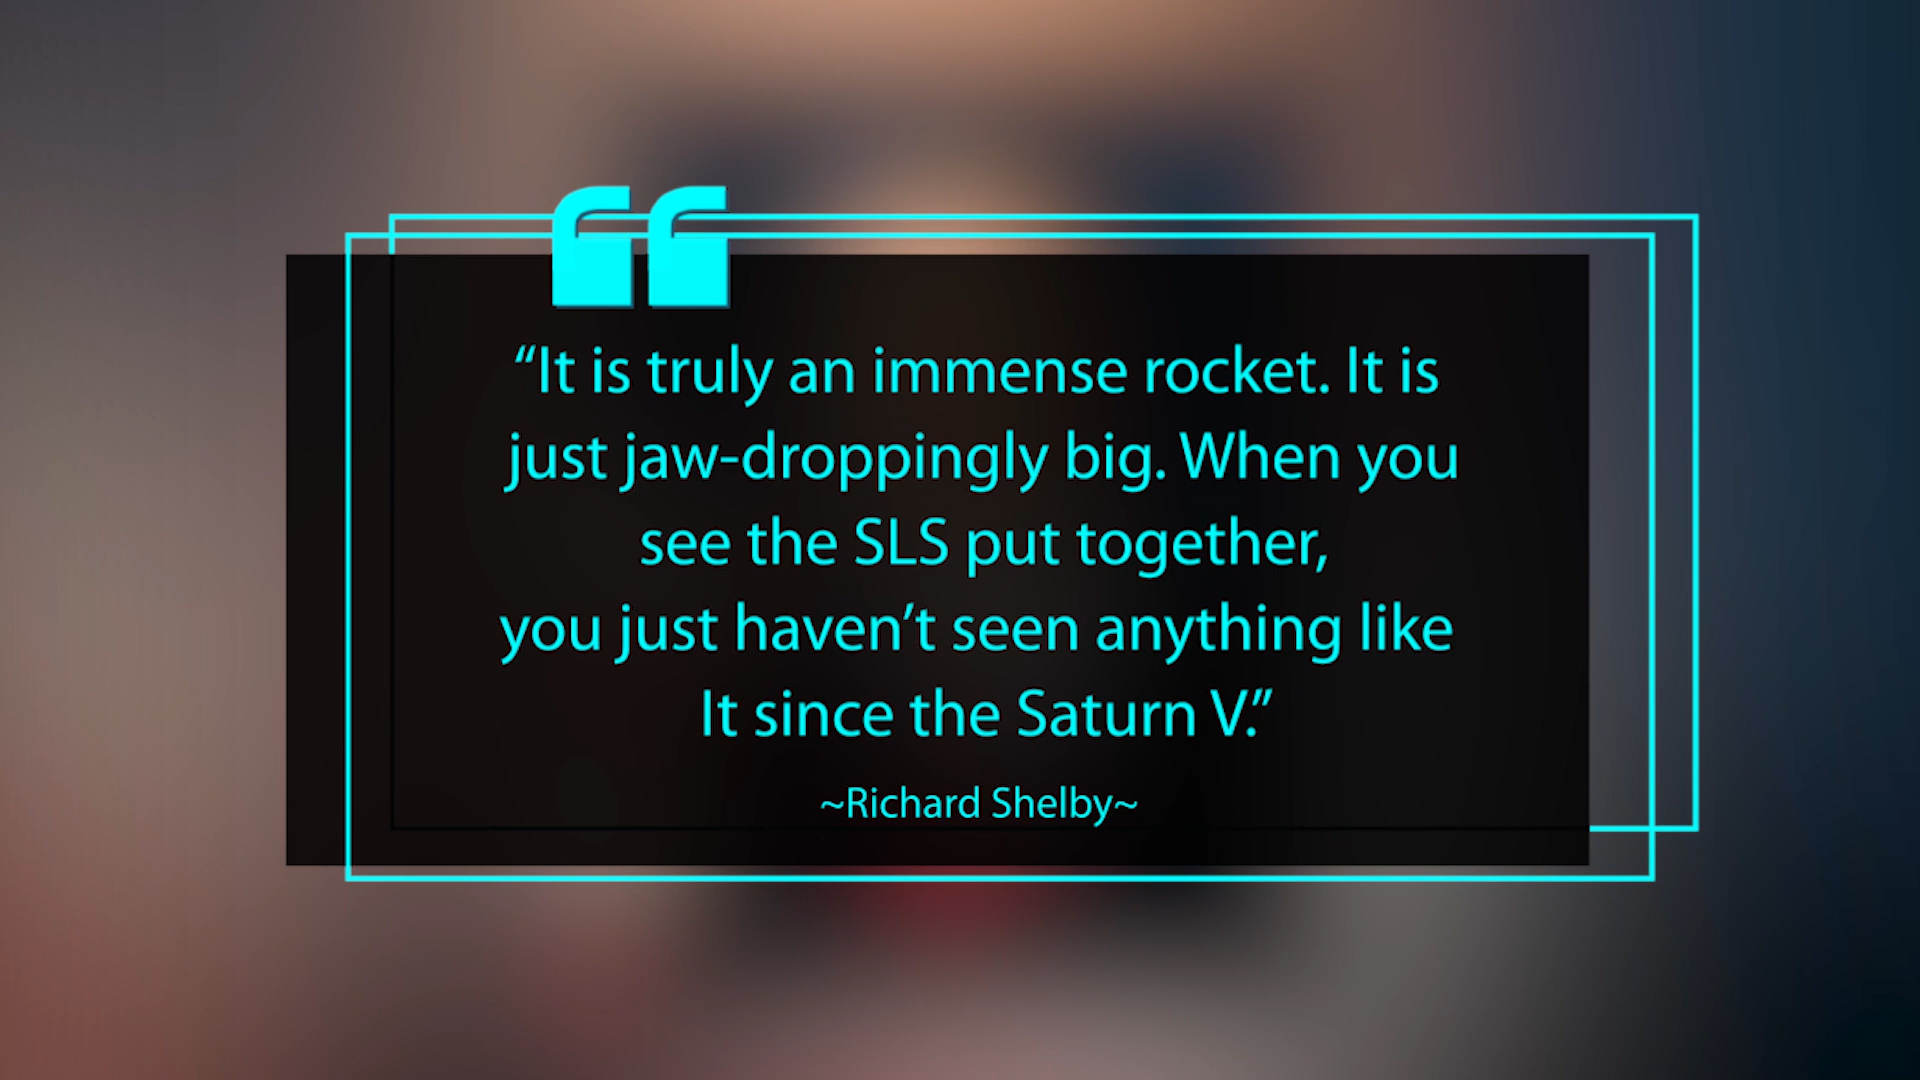 “It is truly an immense rocket. It is
just jaw-droppingly big. When you
see the SLS put together,
you just haven’t seen anything like
It since the Saturn V.”
~Richard Shelby~